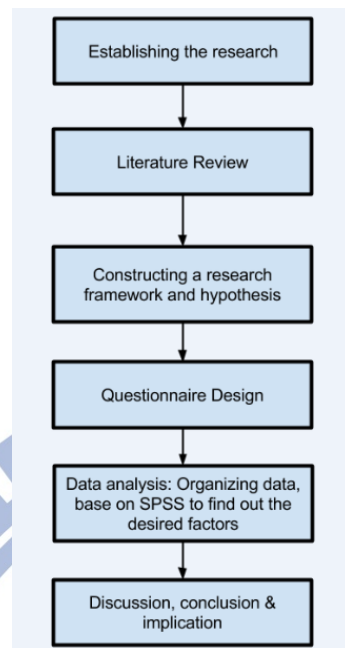 Establishing the research
Literature Review
Constructing a research
framework and hypothesis
Questionnaire Design
Data analysis: Organizing data,
base on SPSS to find out the
desired factors
Discussion, conclusion &
implication